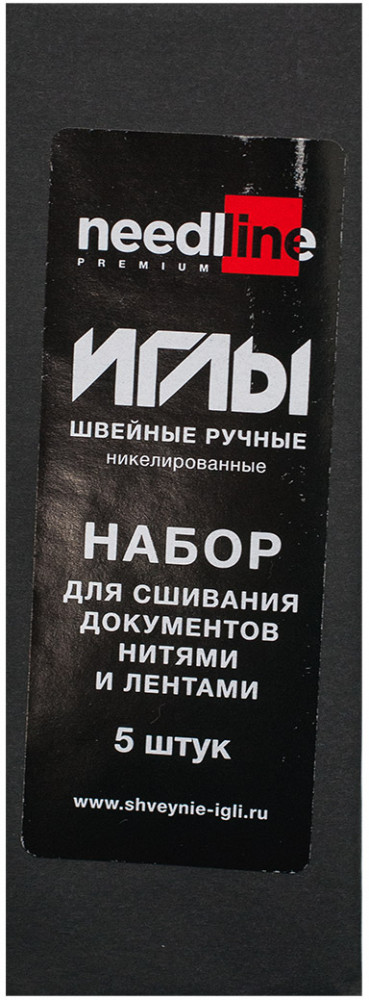 needlline
PREMIUM
ИГЛЫ
ШВЕЙНЫЕ РУЧНЫЕ
никелированные
НАБОР
ДЛЯ СШИВАНИЯ
ДОКУМЕНТОВ
НИТЯМИ
И ЛЕНТАМИ
5 штук
www.shveynie-igli.ru